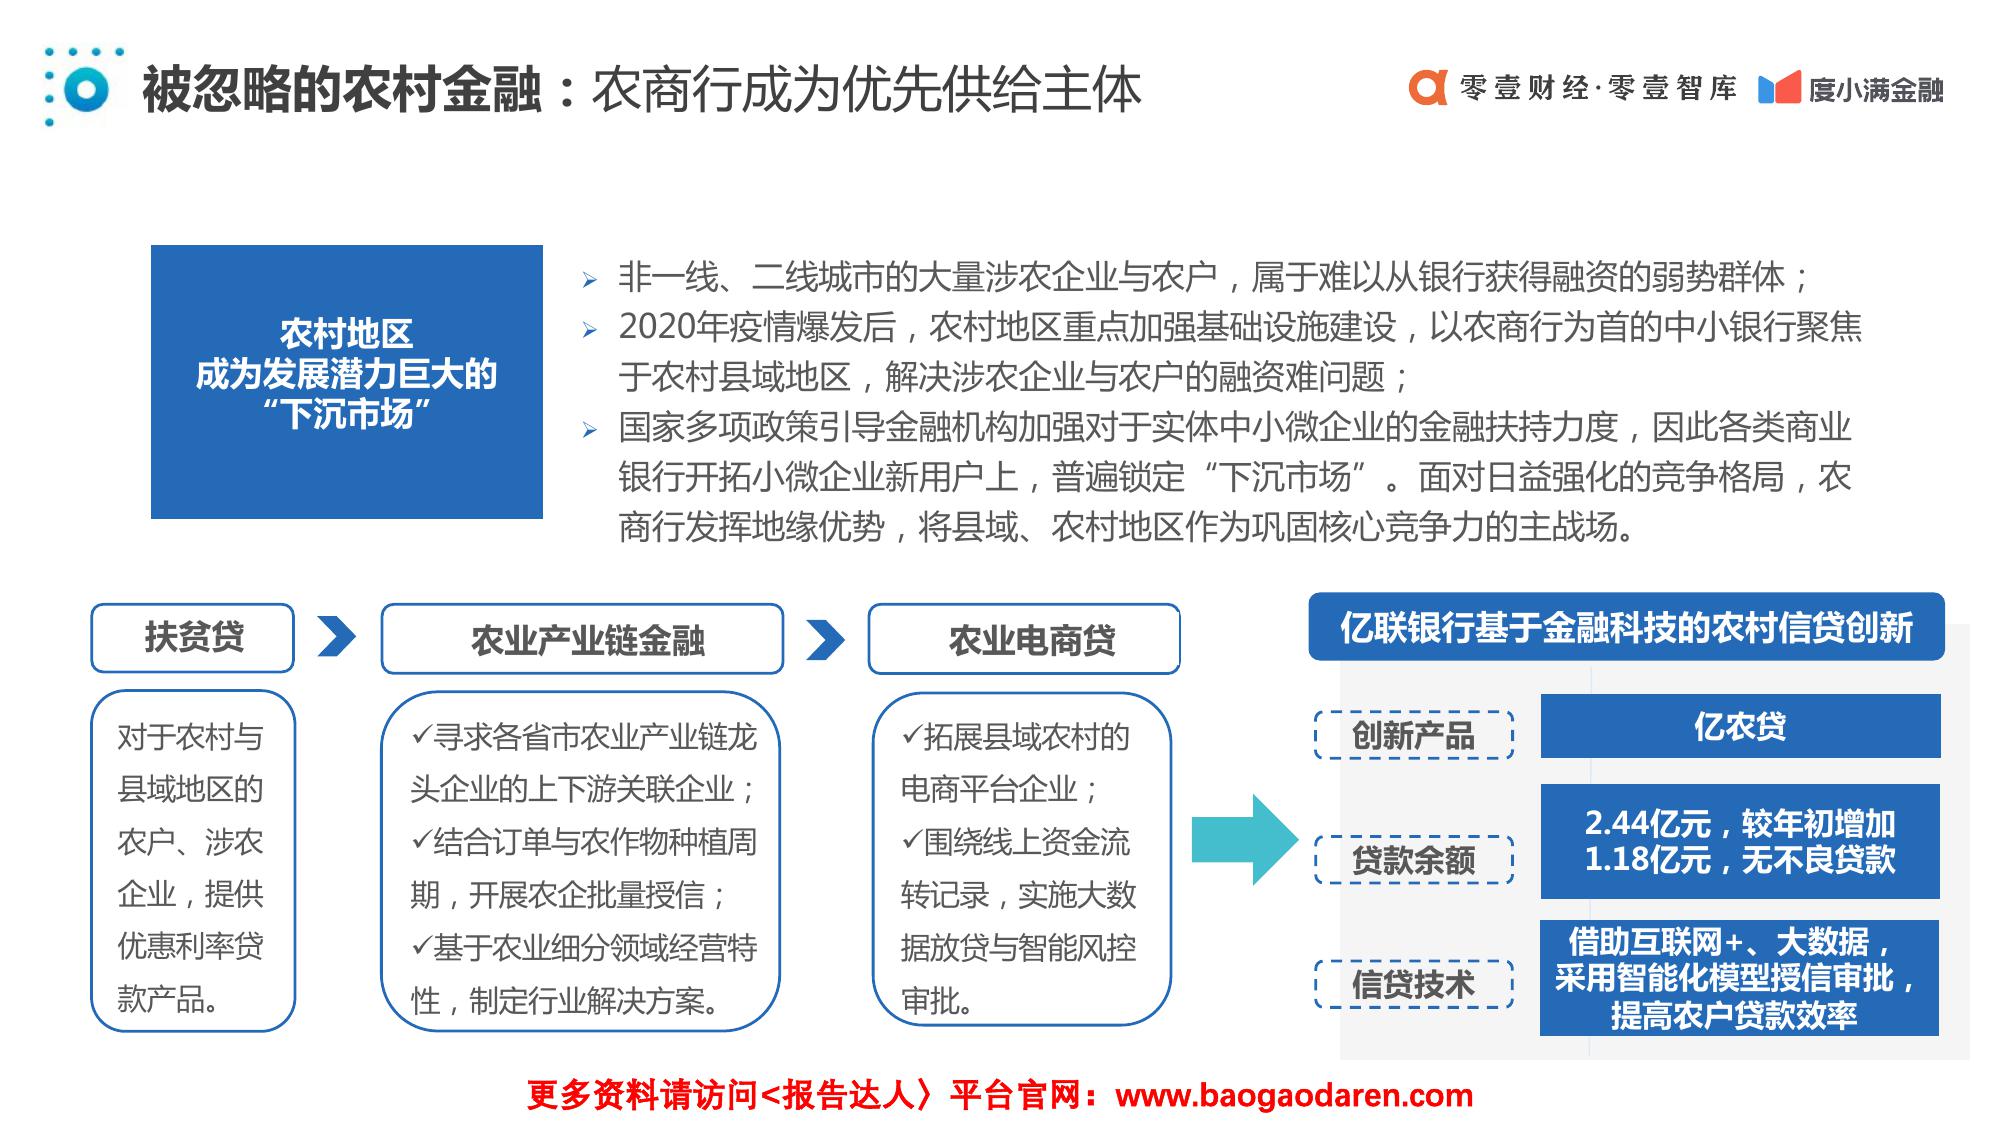 被忽略的农村金融：农商行成为优先供给主体
零壹财经·零壹智库
度小满金融
农村地区
成为发展潜力巨大的
“下沉市场”
➢ 非一线、二线城市的大量涉农企业与农户，属于难以从银行获得融资的弱势群体；
➢ 2020年疫情爆发后，农村地区重点加强基础设施建设，以农商行为首的中小银行聚焦
于农村县域地区，解决涉农企业与农户的融资难问题；
➢ 国家多项政策引导金融机构加强对于实体中小微企业的金融扶持力度，因此各类商业
银行开拓小微企业新用户上，普遍锁定“下沉市场”。面对日益强化的竞争格局，农
商行发挥地缘优势，将县域、农村地区作为巩固核心竞争力的主战场。
扶贫贷
对于农村与
县域地区的
农户、涉农
企业，提供
优惠利率贷
款产品。
农业产业链金融
✓寻求各省市农业产业链龙
头企业的上下游关联企业；
✓结合订单与农作物种植周
期，开展农企批量授信；
✓基于农业细分领域经营特
性，制定行业解决方案。
农业电商贷
✓拓展县域农村的
电商平台企业；
✓围绕线上资金流
转记录，实施大数
据放贷与智能风控
审批。
亿联银行基于金融科技的农村信贷创新
创新产品
亿农贷
贷款余额
2.44亿元，较年初增加
1.18亿元，无不良贷款
信贷技术
借助互联网+、大数据，
采用智能化模型授信审批，
提高农户贷款效率
更多资料请访问<报告达人〉平台官网：www.baogaodaren.com